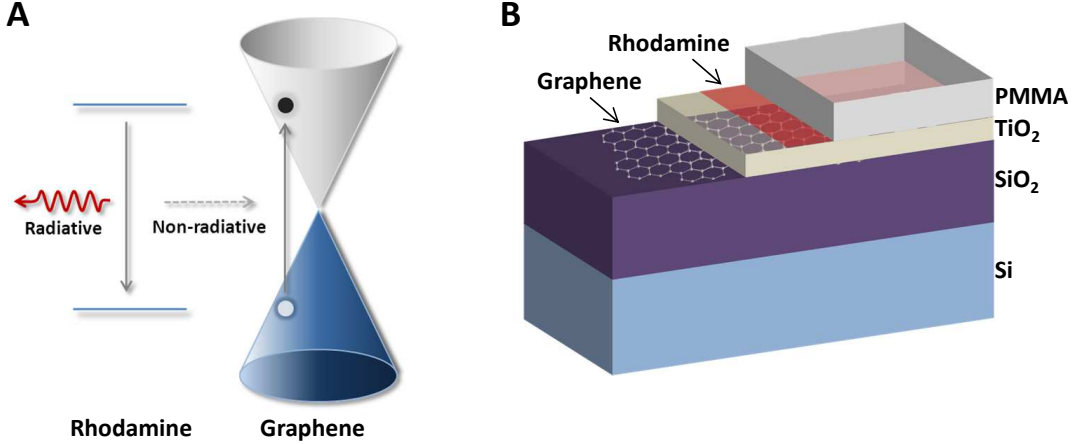 A
Radiative
Non-radiative
Rhodamine
Graphene
B
Rhodamine
Graphene
PMMA
TiO₂
SiO₂
Si